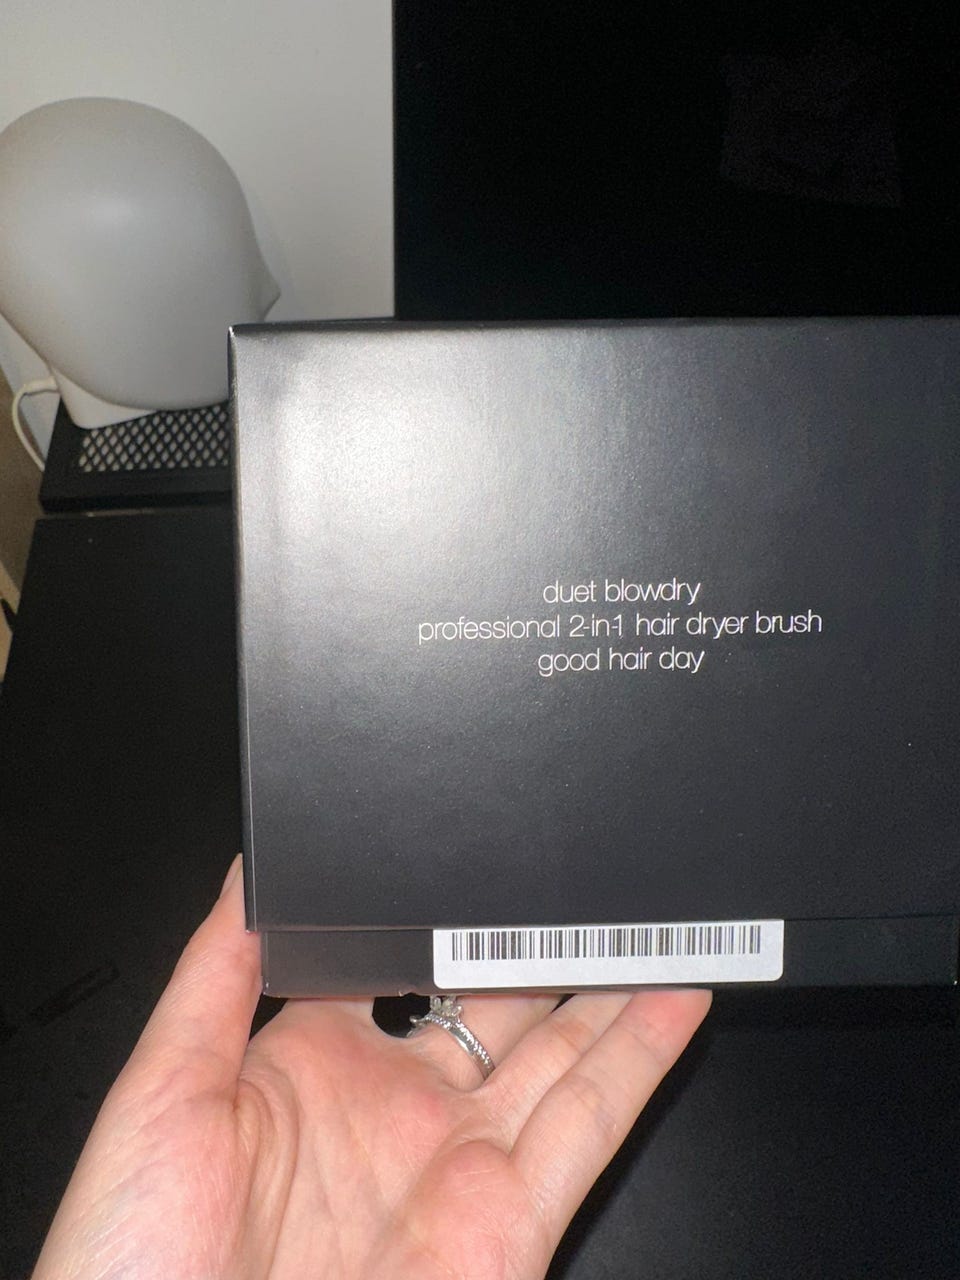 duet blowdry
professional 2-in-1 hair dryer brush
good hair day